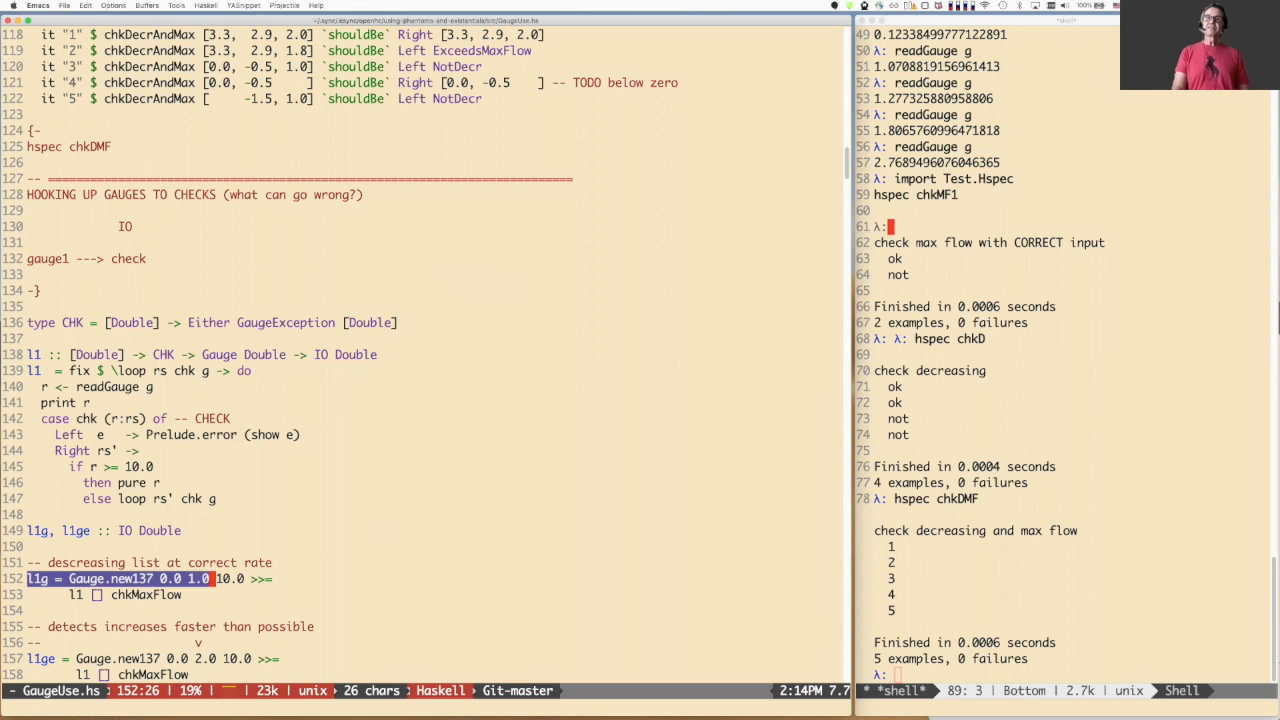 Emacs File Edit Options Buffers Tools Haskell YASnippet Projectile Help
100%
~/.sync/.esync/openhc/using-phantoms-and-existentials/src/GaugeUse.hs
*shell*
118 it "1" $ chkDecrAndMax [3.3, 2.9, 2.0] `shouldBe` Right [3.3, 2.9, 2.0]
119 it "2" $ chkDecrAndMax [3.3, 2.9, 1.8] `shouldBe` Left ExceedsMaxFlow
120 it "3" $ chkDecrAndMax [0.0, -0.5, 1.0] `shouldBe` Left NotDecr
121 it "4" $ chkDecrAndMax [0.0, -0.5 ] `shouldBe` Right [0.0, -0.5 ] -- TODO below zero
122 it "5" $ chkDecrAndMax [ -1.5, 1.0] `shouldBe` Left NotDecr
123
124 {-
125 hspec chkDMF
126
127 -- ===========================================================================
128 HOOKING UP GAUGES TO CHECKS (what can go wrong?)
129
130 IO
131
132 gauge1 ---> check
133
134 -}
135
136 type CHK = [Double] -> Either GaugeException [Double]
137
138 l1 :: [Double] -> CHK -> Gauge Double -> IO Double
139 l1 = fix $ \loop rs chk g -> do
140 r <- readGauge g
141 print r
142 case chk (r:rs) of -- CHECK
143 Left e -> Prelude.error (show e)
144 Right rs' ->
145 if r >= 10.0
146 then pure r
147 else loop rs' chk g
148
149 l1g, l1ge :: IO Double
150
151 -- descreasing list at correct rate
152 l1g = Gauge.new137 0.0 1.0 10.0 >>=
153 l1 [] chkMaxFlow
154
155 -- detects increases faster than possible
156 -- v
157 l1ge = Gauge.new137 0.0 2.0 10.0 >>=
158 l1 [] chkMaxFlow
- GaugeUse.hs 152:26 | 19% | | 23k | unix 26 chars Haskell Git-master 2:14PM 7.7
49 0.12338499777122891
50 λ: readGauge g
51 1.0708819156961413
52 λ: readGauge g
53 1.277325880958806
54 λ: readGauge g
55 1.8065760996471818
56 λ: readGauge g
57 2.7689496076046365
58 λ: import Test.Hspec
59 hspec chkMF1
60
61 λ:
62 check max flow with CORRECT input
63 ok
64 not
65
66 Finished in 0.0006 seconds
67 2 examples, 0 failures
68 λ: λ: hspec chkD
69
70 check decreasing
71 ok
72 ok
73 not
74 not
75
76 Finished in 0.0004 seconds
77 4 examples, 0 failures
78 λ: hspec chkDMF
check decreasing and max flow
1
2
3
4
5
Finished in 0.0006 seconds
5 examples, 0 failures
λ:
* *shell* 89: 3 | Bottom | 2.7k | unix Shell